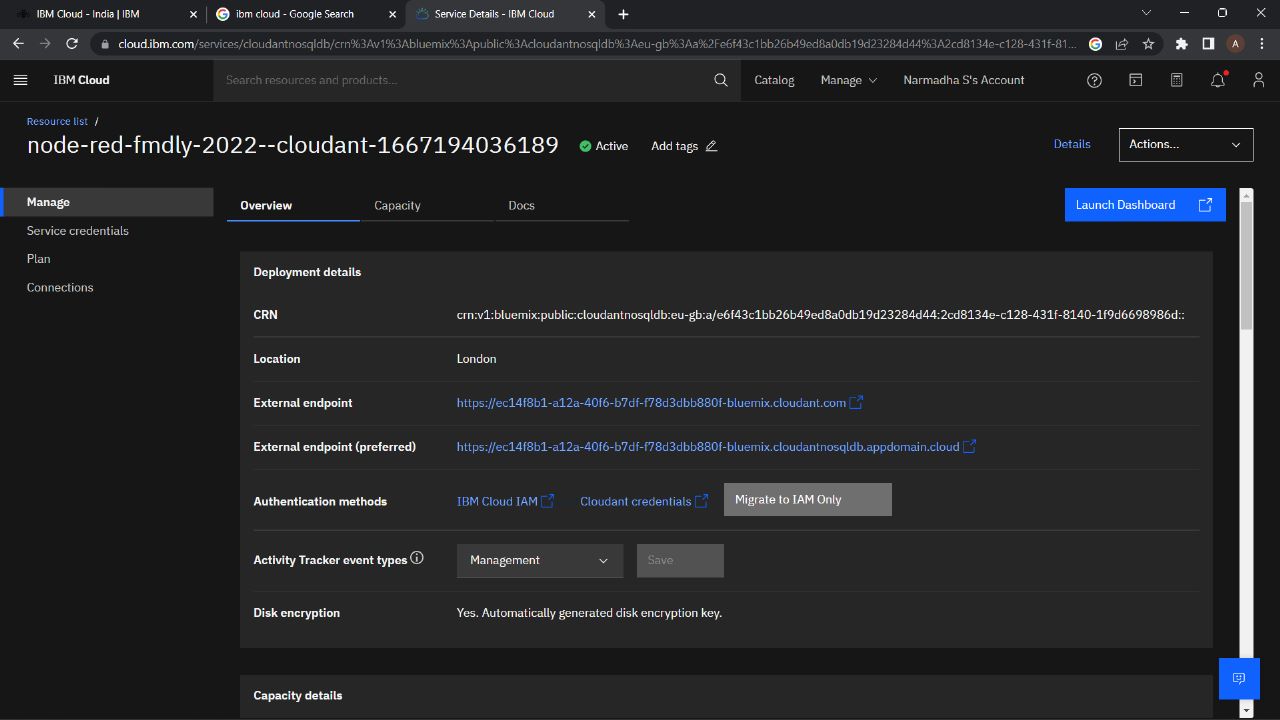 IBM Cloud - India | IBM
ibm cloud - Google Search
Service Details - IBM Cloud
cloud.ibm.com/services/cloudantnosqldb/crn%3Av1%3Abluemix%3Apublic%3Acloudantnosqldb%3Aeu-gb%3Aa%2Fe6f43c1bb26b49ed8a0db19d23284d44%3A2cd8134e-c128-431f-81...
A
IBM Cloud
Search resources and products...
Catalog
Manage
Narmadha S's Account
Resource list /
node-red-fmdly-2022--cloudant-1667194036189
Active
Add tags
Details
Actions...
Manage
Service credentials
Plan
Connections
Overview
Capacity
Docs
Launch Dashboard
Deployment details
CRN
crn:v1:bluemix:public:cloudantnosqldb:eu-gb:a/e6f43c1bb26b49ed8a0db19d23284d44:2cd8134e-c128-431f-8140-1f9d6698986d::
Location
London
External endpoint
https://ec14f8b1-a12a-40f6-b7df-f78d3dbb880f-bluemix.cloudant.com
External endpoint (preferred)
https://ec14f8b1-a12a-40f6-b7df-f78d3dbb880f-bluemix.cloudantnosqldb.appdomain.cloud
Authentication methods
IBM Cloud IAM
Cloudant credentials
Migrate to IAM Only
Activity Tracker event types
Management
Save
Disk encryption
Yes. Automatically generated disk encryption key.
Capacity details